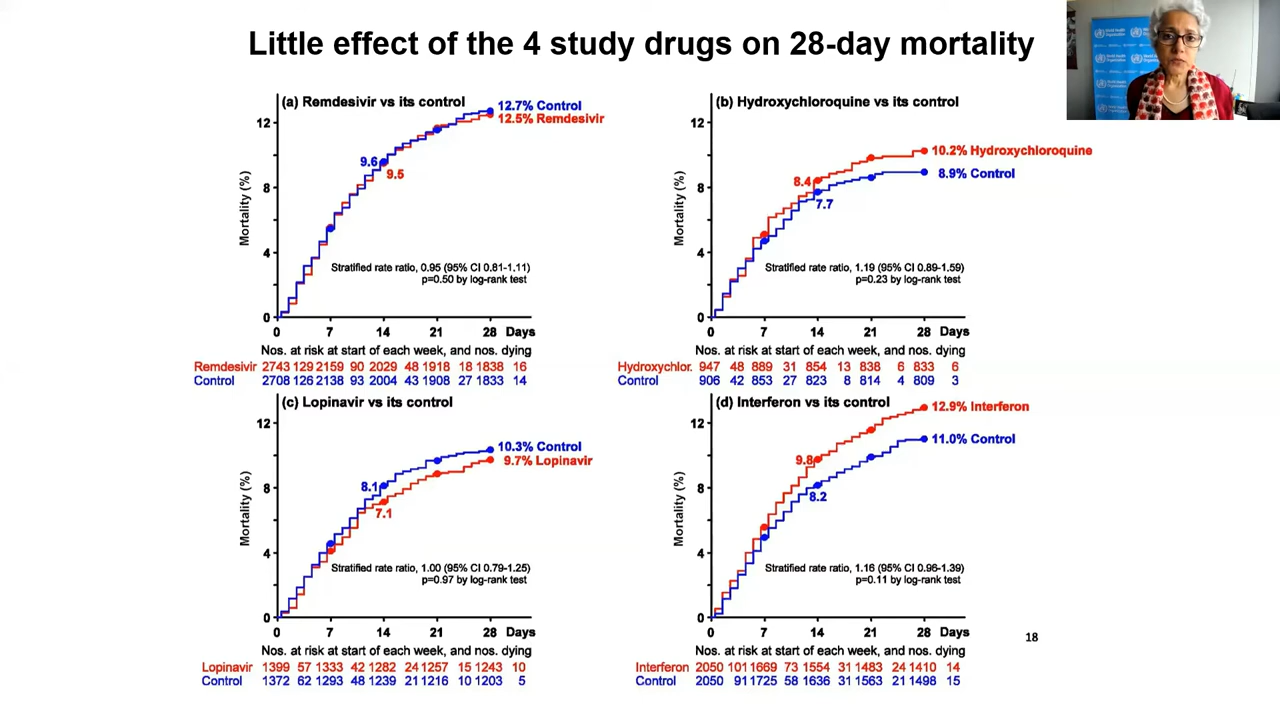 Little effect of the 4 study drugs on 28-day mortality
World Health Organization
(a) Remdesivir vs its control
12.7% Control
12.5% Remdesivir
12
9.6
9.5
8
Mortality (%)
4
Stratified rate ratio, 0.95 (95% CI 0.81-1.11)
p=0.50 by log-rank test
0
0 7 14 21 28 Days
Nos. at risk at start of each week, and nos. dying
Remdesivir 2743 129 2159 90 2029 48 1918 18 1838 16
Control 2708 126 2138 93 2004 43 1908 27 1833 14
(b) Hydroxychloroquine vs its control
12
10.2% Hydroxychloroquine
8.9% Control
8.4
7.7
8
Mortality (%)
4
Stratified rate ratio, 1.19 (95% CI 0.89-1.59)
p=0.23 by log-rank test
0
0 7 14 21 28 Days
Nos. at risk at start of each week, and nos. dying
Hydroxychlor. 947 48 889 31 854 13 838 6 833 6
Control 906 42 853 27 823 8 814 4 809 3
(c) Lopinavir vs its control
12
10.3% Control
9.7% Lopinavir
8.1
7.1
8
Mortality (%)
4
Stratified rate ratio, 1.00 (95% CI 0.79-1.25)
p=0.97 by log-rank test
0
0 7 14 21 28 Days
Nos. at risk at start of each week, and nos. dying
Lopinavir 1399 57 1333 42 1282 24 1257 15 1243 10
Control 1372 62 1293 48 1239 21 1216 10 1203 5
(d) Interferon vs its control
12.9% Interferon
12
11.0% Control
9.8
8.2
8
Mortality (%)
4
Stratified rate ratio, 1.16 (95% CI 0.96-1.39)
p=0.11 by log-rank test
0
0 7 14 21 28 Days
Nos. at risk at start of each week, and nos. dying
Interferon 2050 101 1669 73 1554 31 1483 24 1410 14
Control 2050 91 1725 58 1636 31 1563 21 1498 15
18